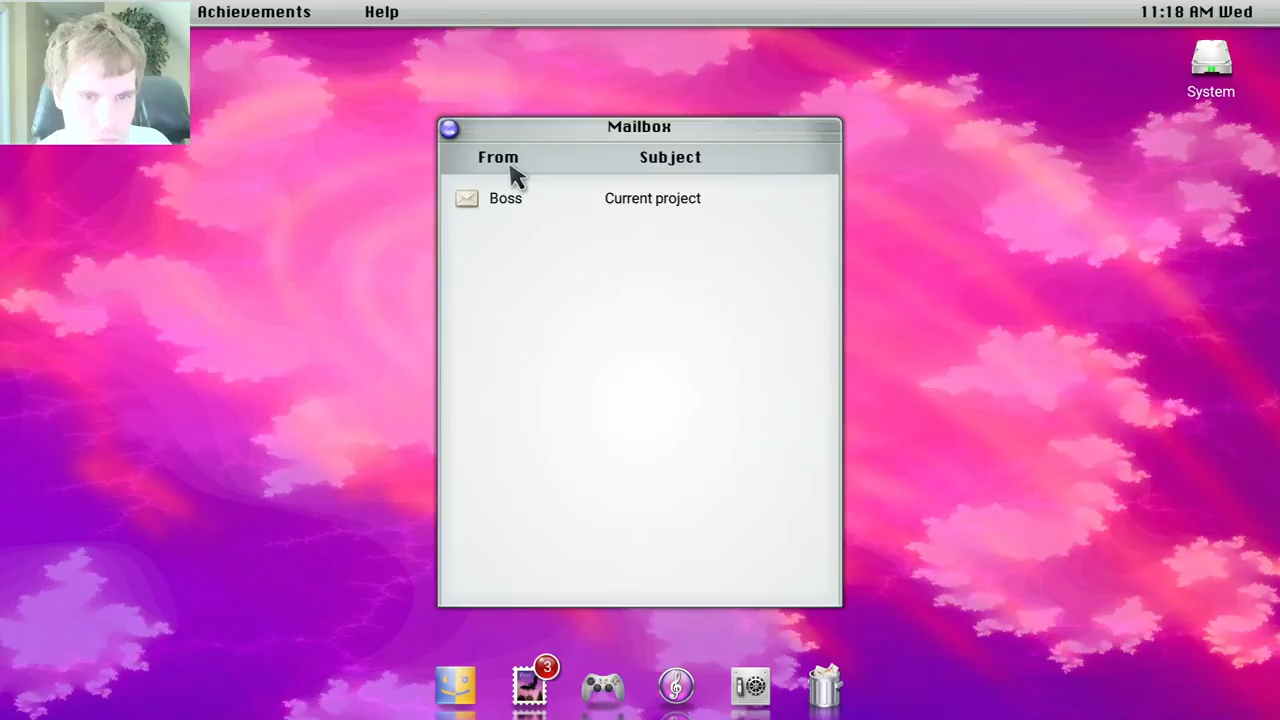 Achievements Help 11:18 AM Wed
System
Mailbox
From Subject
Boss Current project
3